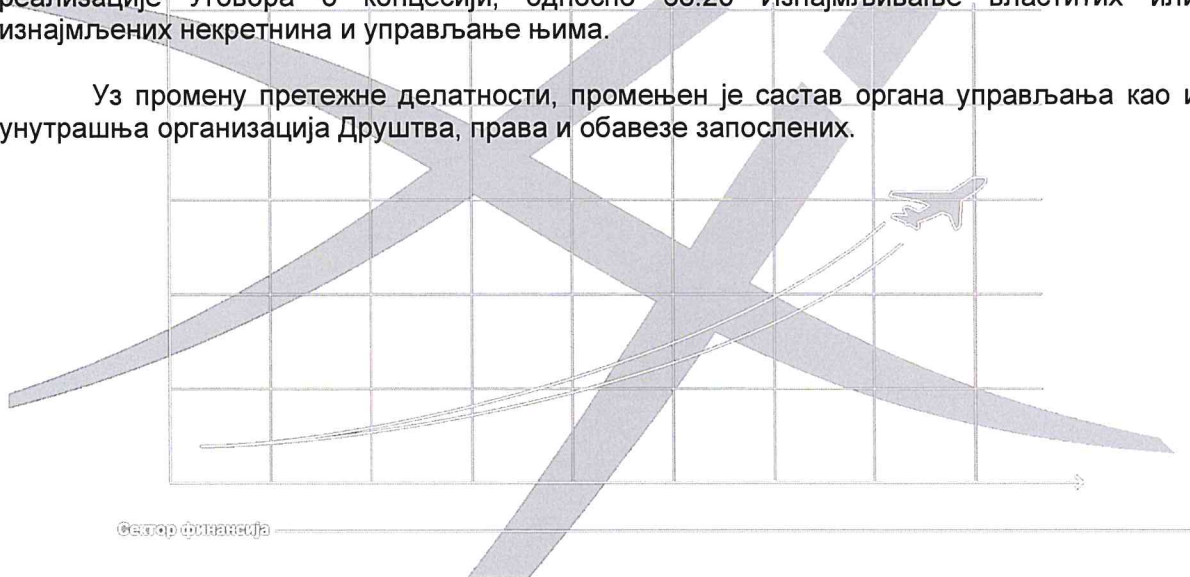 реализације Уговора о концесији, односно 68.20 Изнајмљивање властитих или
изнајмљених некретнина и управљање њима.
Уз промену претежне делатности, промењен је састав органа управљања као и
унутрашња организација Друштва, права и обавезе запослених.
Сектор финансија